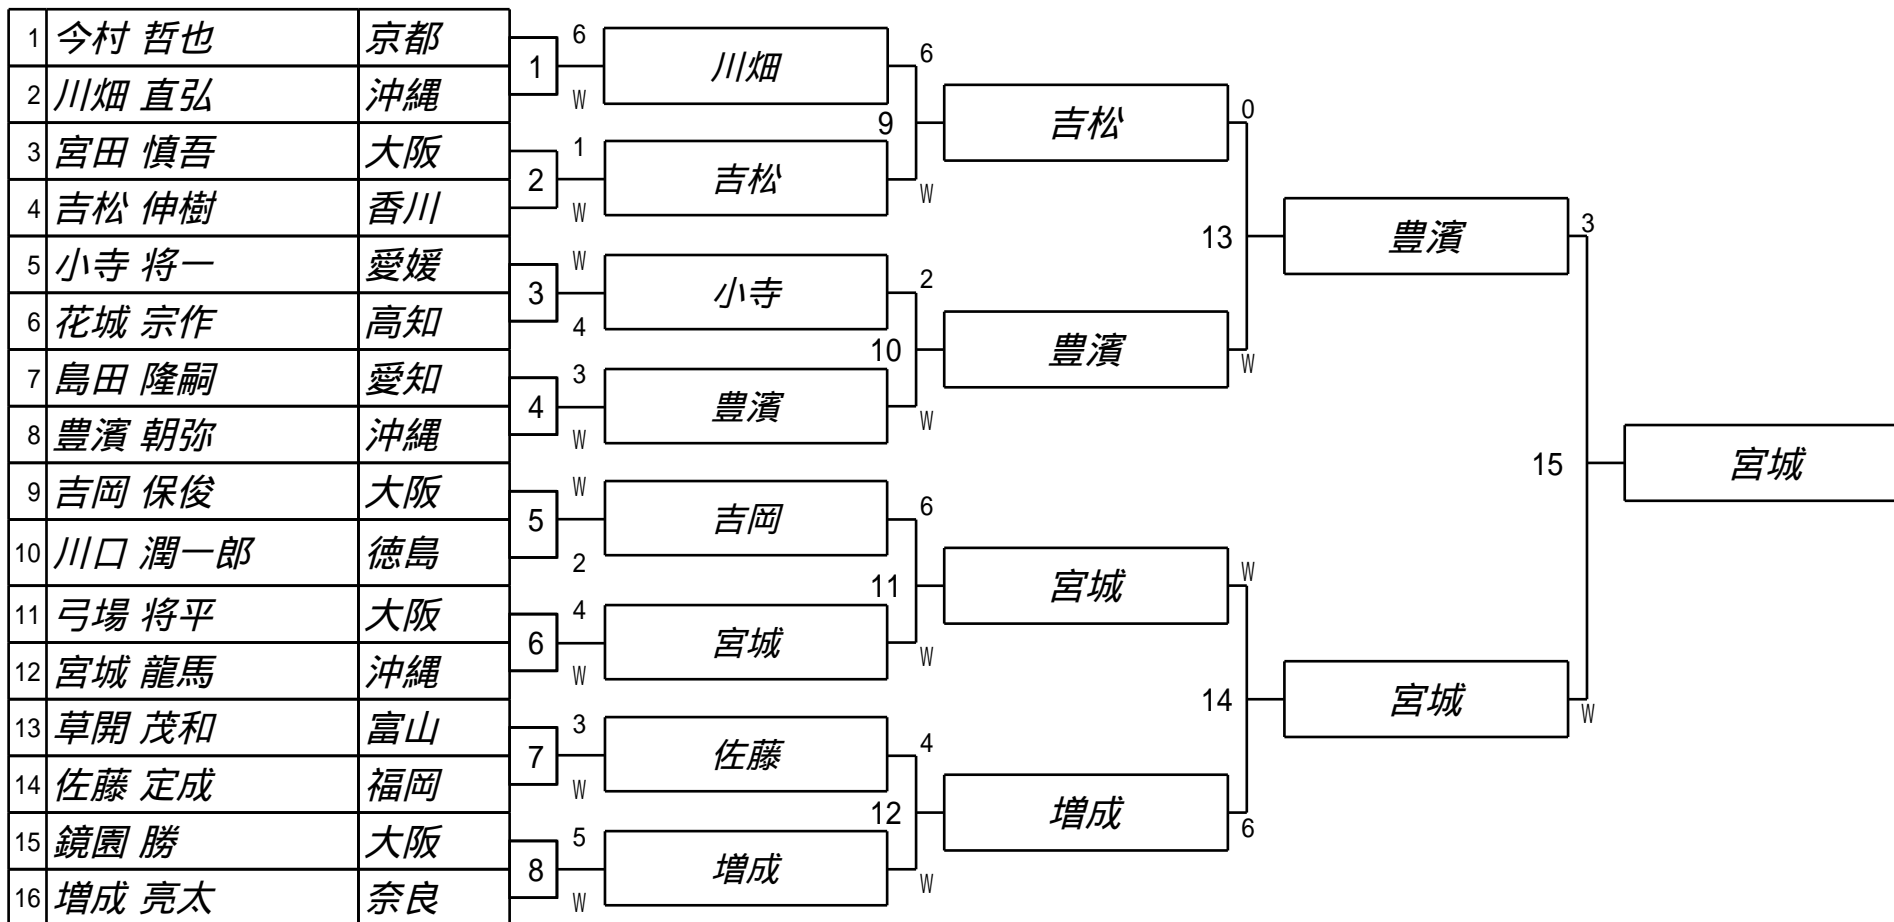 1 今村 哲也 京都
2 川畑 直弘 沖縄
3 宮田 慎吾 大阪
4 吉松 伸樹 香川
5 小寺 将一 愛媛
6 花城 宗作 高知
7 島田 隆嗣 愛知
8 豊濱 朝弥 沖縄
9 吉岡 保俊 大阪
10 川口 潤一郎 徳島
11 弓場 将平 大阪
12 宮城 龍馬 沖縄
13 草開 茂和 富山
14 佐藤 定成 福岡
15 鏡園 勝 大阪
16 増成 亮太 奈良
1 6 W
2 1 W
3 W 4
4 3 W
5 W 2
6 4 W
7 3 W
8 5 W
川畑 6
9
吉松 W
小寺 2
10
豊濱 W
吉岡 6
11
宮城 W
佐藤 4
12
増成 W
吉松 0
13
豊濱 W
宮城 W
14
増成 6
豊濱 3
15
宮城 W
宮城